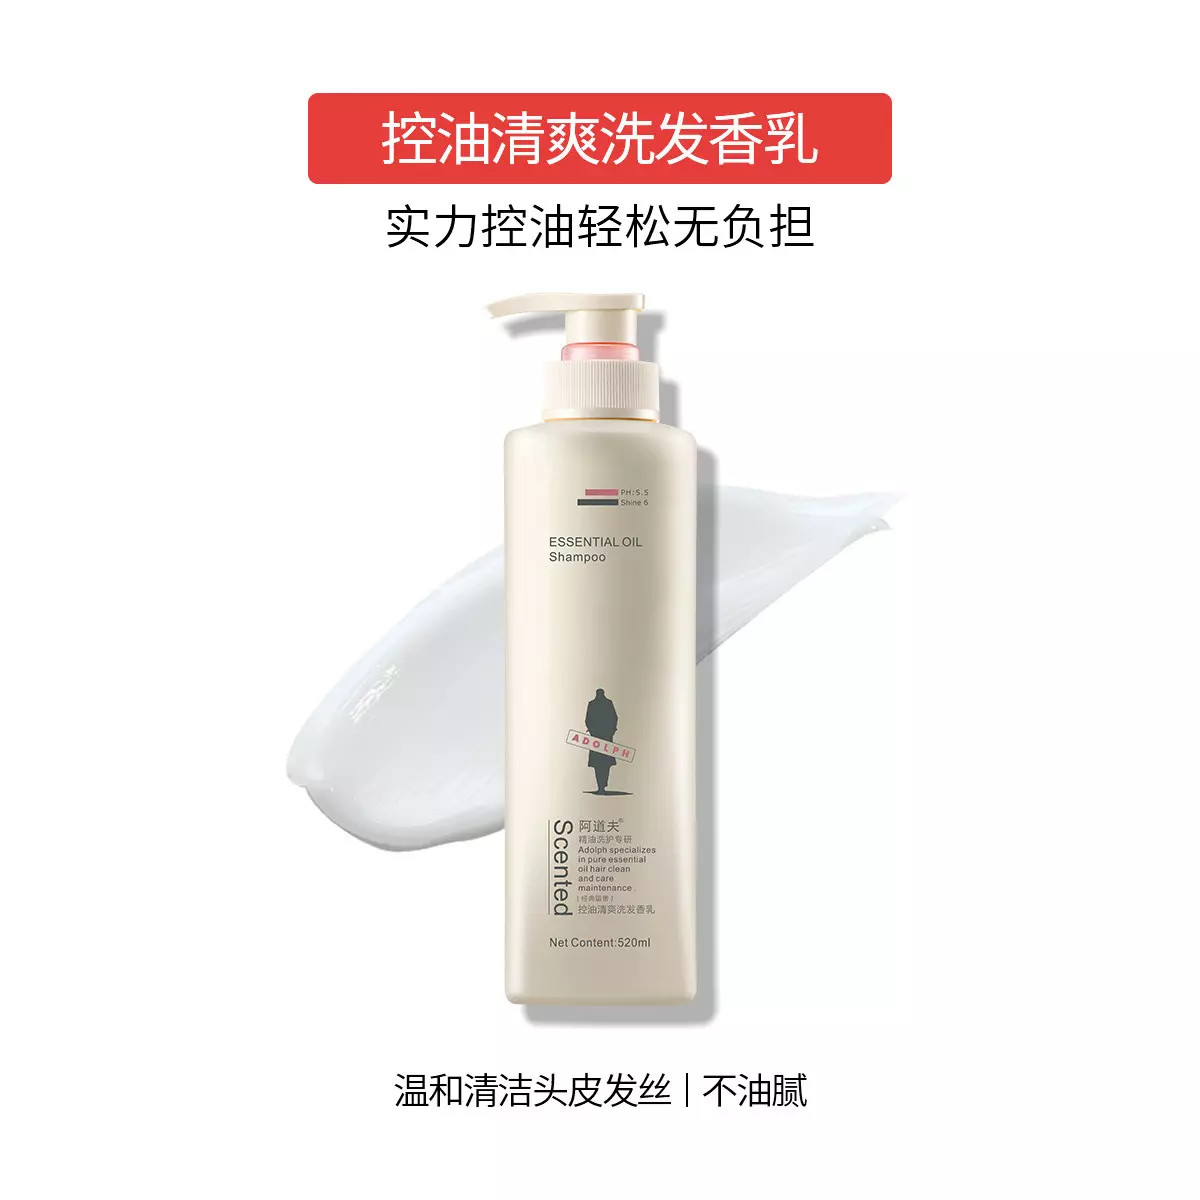 控油清爽洗发香乳
实力控油轻松无负担
PH:5.5
Shine 6
ESSENTIAL OIL
Shampoo
ADOLPH
Scented
阿道夫®
精油洗护专研
Adolph specializes
in pure essential
oil hair clean
and care
maintenance.
控油清爽洗发香乳
Net Content:520ml
温和清洁头皮发丝|不油腻